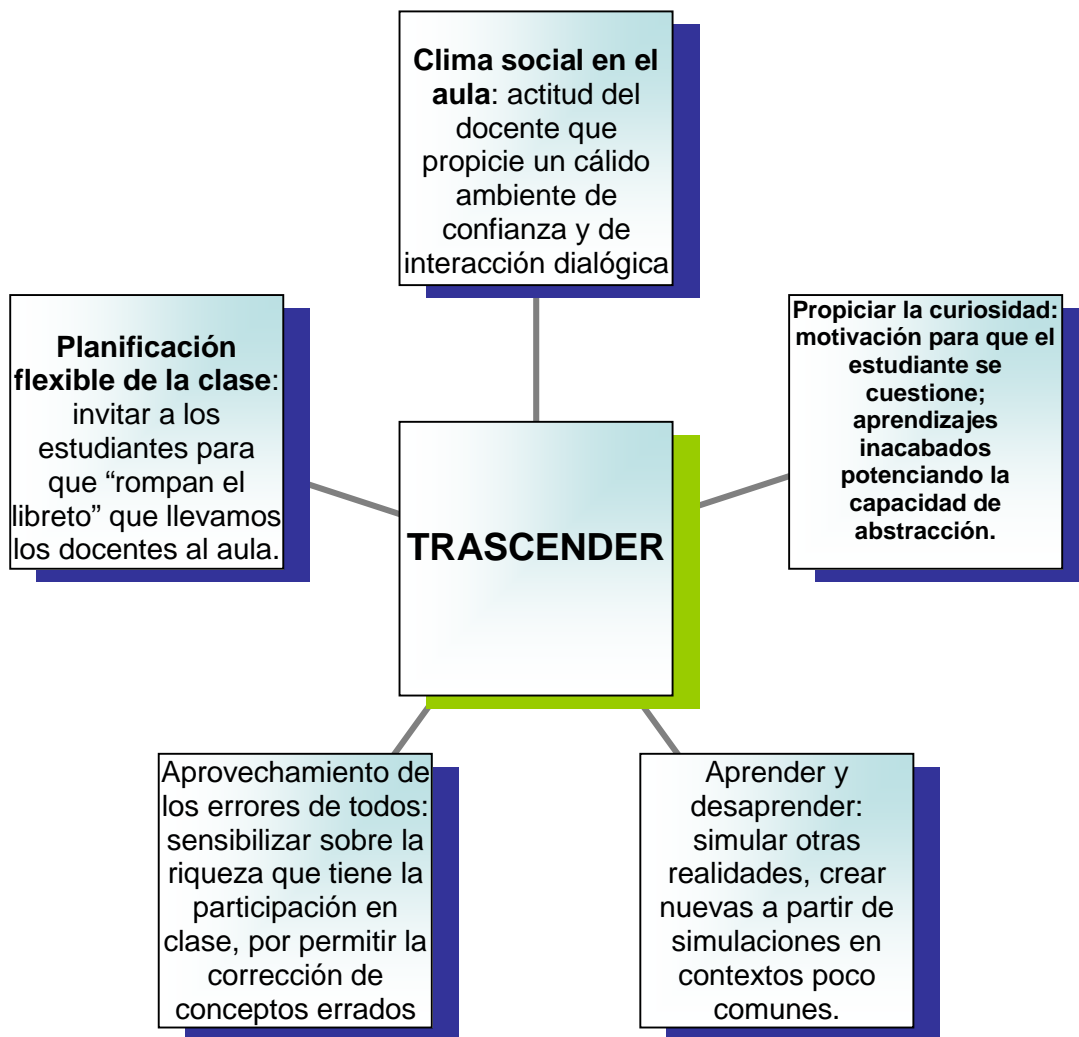 Clima social en el
aula: actitud del
docente que
propicie un cálido
ambiente de
confianza y de
interacción dialógica
Planificación
flexible de la clase:
invitar a los
estudiantes para
que “rompan el
libreto” que llevamos
los docentes al aula.
Propiciar la curiosidad:
motivación para que el
estudiante se
cuestione;
aprendizajes
inacabados
potenciando la
capacidad de
abstracción.
TRASCENDER
Aprovechamiento de
los errores de todos:
sensibilizar sobre la
riqueza que tiene la
participación en
clase, por permitir la
corrección de
conceptos errados
Aprender y
desaprender:
simular otras
realidades, crear
nuevas a partir de
simulaciones en
contextos poco
comunes.